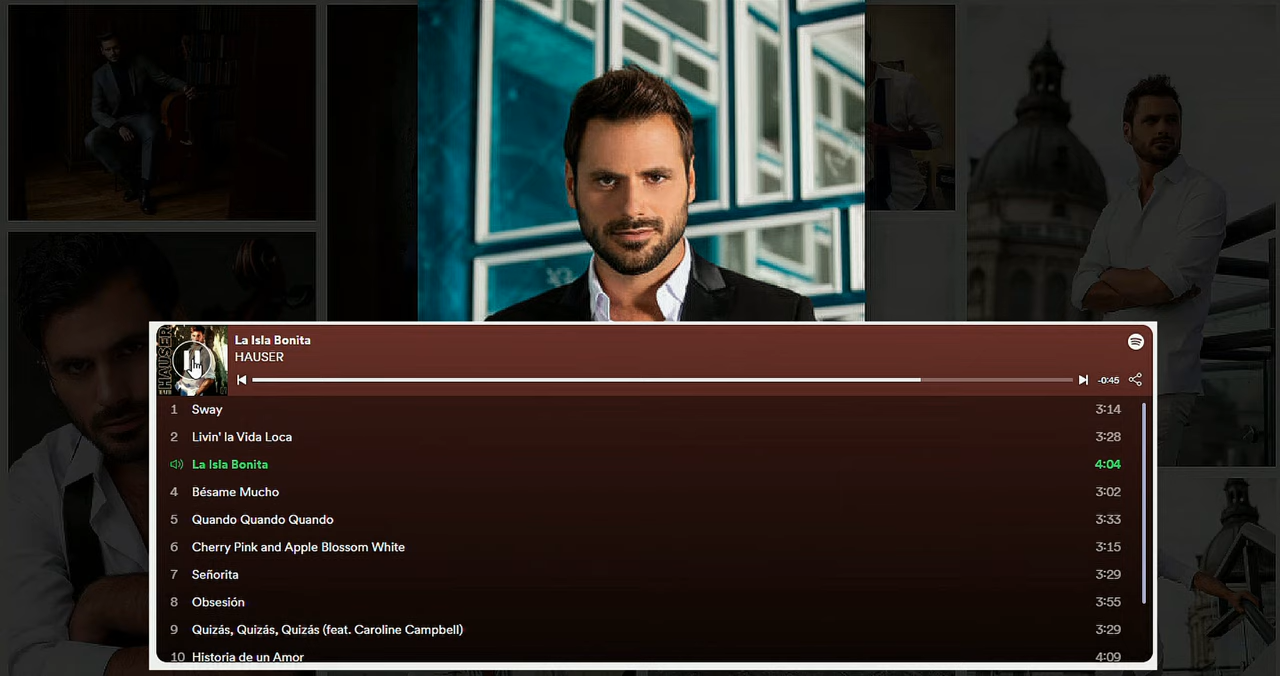 HAUSER
La Isla Bonita
HAUSER
-0:45
1 Sway 3:14
2 Livin' la Vida Loca 3:28
La Isla Bonita 4:04
4 Bésame Mucho 3:02
5 Quando Quando Quando 3:33
6 Cherry Pink and Apple Blossom White 3:15
7 Señorita 3:29
8 Obsesión 3:55
9 Quizás, Quizás, Quizás (feat. Caroline Campbell) 3:29
10 Historia de un Amor 4:09